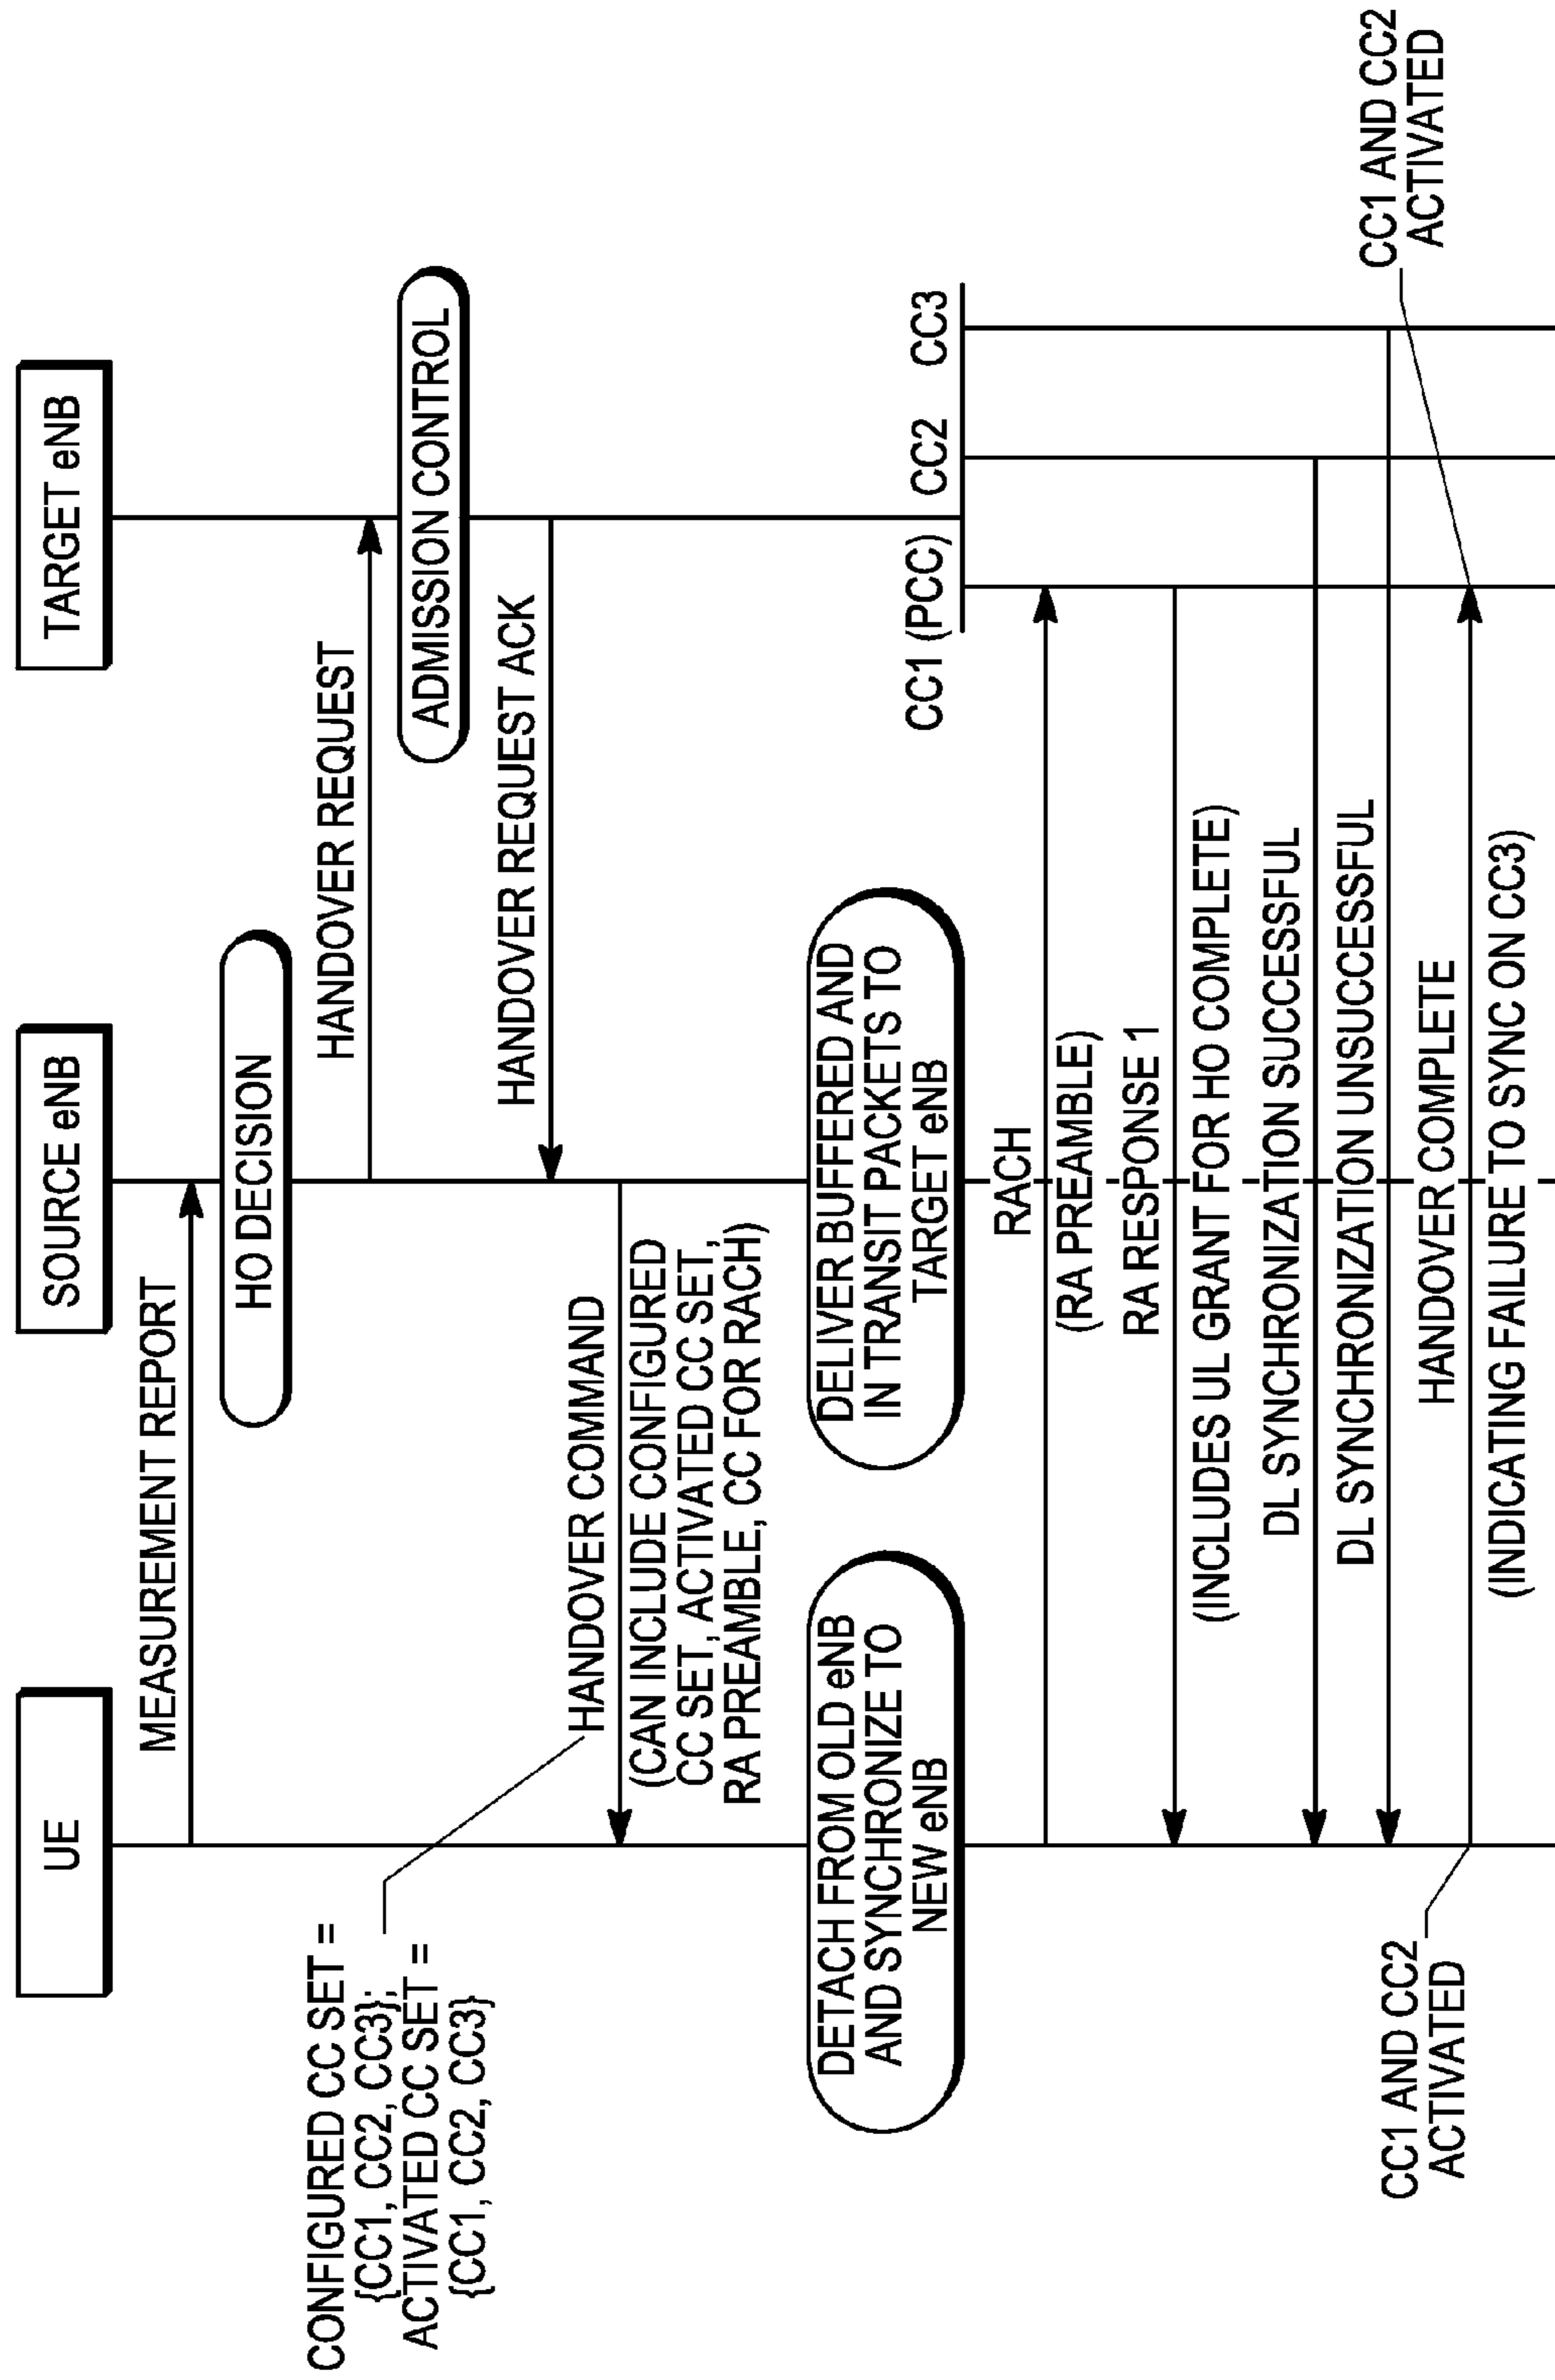 UE
SOURCE eNB
TARGET eNB
MEASUREMENT REPORT
HO DECISION
HANDOVER REQUEST
ADMISSION CONTROL
HANDOVER REQUEST ACK
CONFIGURED CC SET =
{CC1, CC2, CC3};
ACTIVATED CC SET =
{CC1, CC2, CC3}
HANDOVER COMMAND
(CAN INCLUDE CONFIGURED
CC SET, ACTIVATED CC SET,
RA PREAMBLE, CC FOR RACH)
DETACH FROM OLD eNB
AND SYNCHRONIZE TO
NEW eNB
DELIVER BUFFERED AND
IN TRANSIT PACKETS TO
TARGET eNB
CC1 (PCC)
CC2
CC3
RACH
(RA PREAMBLE)
RA RESPONSE 1
(INCLUDES UL GRANT FOR HO COMPLETE)
DL SYNCHRONIZATION SUCCESSFUL
DL SYNCHRONIZATION UNSUCCESSFUL
HANDOVER COMPLETE
(INDICATING FAILURE TO SYNC ON CC3)
CC1 AND CC2
ACTIVATED
CC1 AND CC2
ACTIVATED